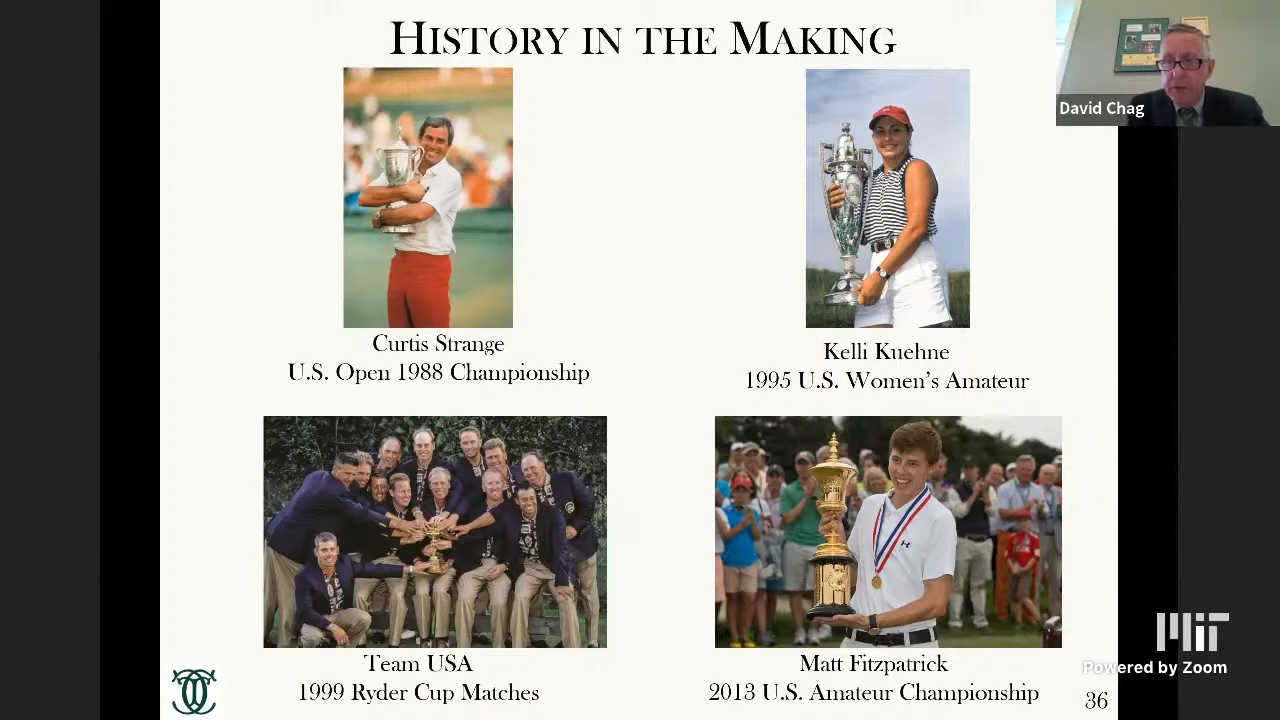 HISTORY IN THE MAKING
David Chag
Curtis Strange
U.S. Open 1988 Championship
Kelli Kuehne
1995 U.S. Women's Amateur
Team USA
1999 Ryder Cup Matches
Matt Fitzpatrick
2013 U.S. Amateur Championship
36
MIT
Powered by Zoom